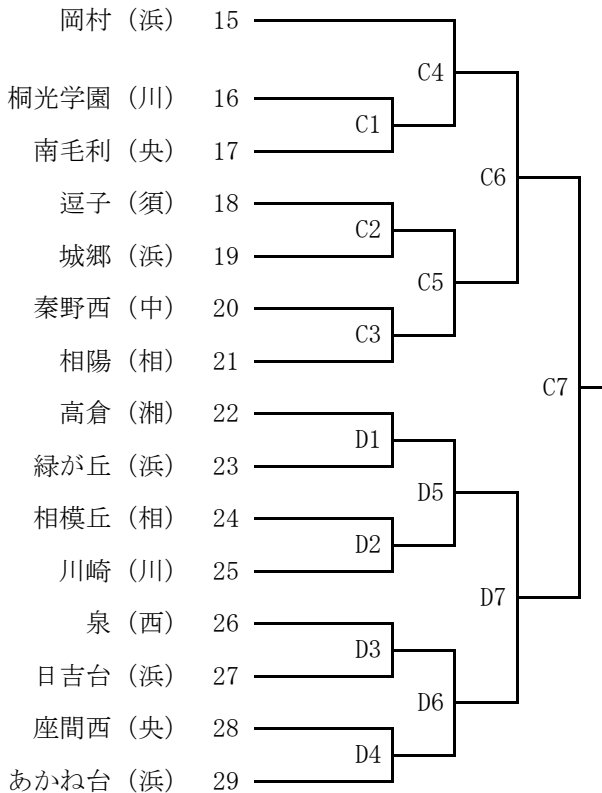 岡村（浜） 15
C4
桐光学園（川） 16
C1
南毛利（央） 17
C6
逗子（須） 18
C2
城郷（浜） 19
C5
秦野西（中） 20
C3
相陽（相） 21
C7
高倉（湘） 22
D1
緑が丘（浜） 23
D5
相模丘（相） 24
D2
川崎（川） 25
D7
泉（西） 26
D3
日吉台（浜） 27
D6
座間西（央） 28
D4
あかね台（浜） 29